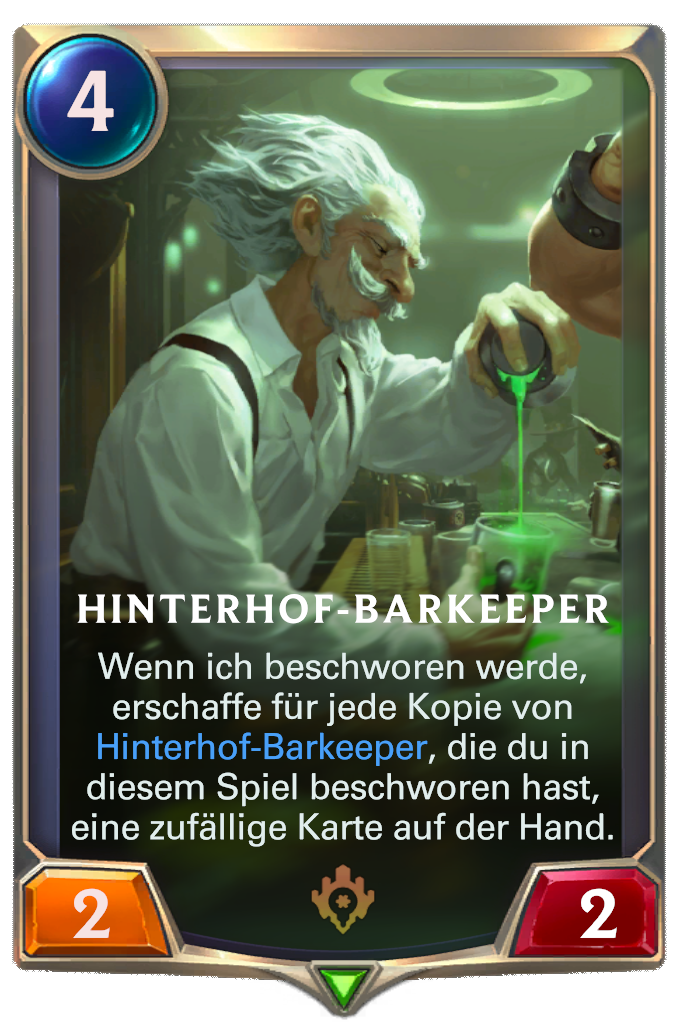 4
HINTERHOF-BARKEEPER
Wenn ich beschworen werde,
erschaffe für jede Kopie von
Hinterhof-Barkeeper, die du in
diesem Spiel beschworen hast,
eine zufällige Karte auf der Hand.
2 2